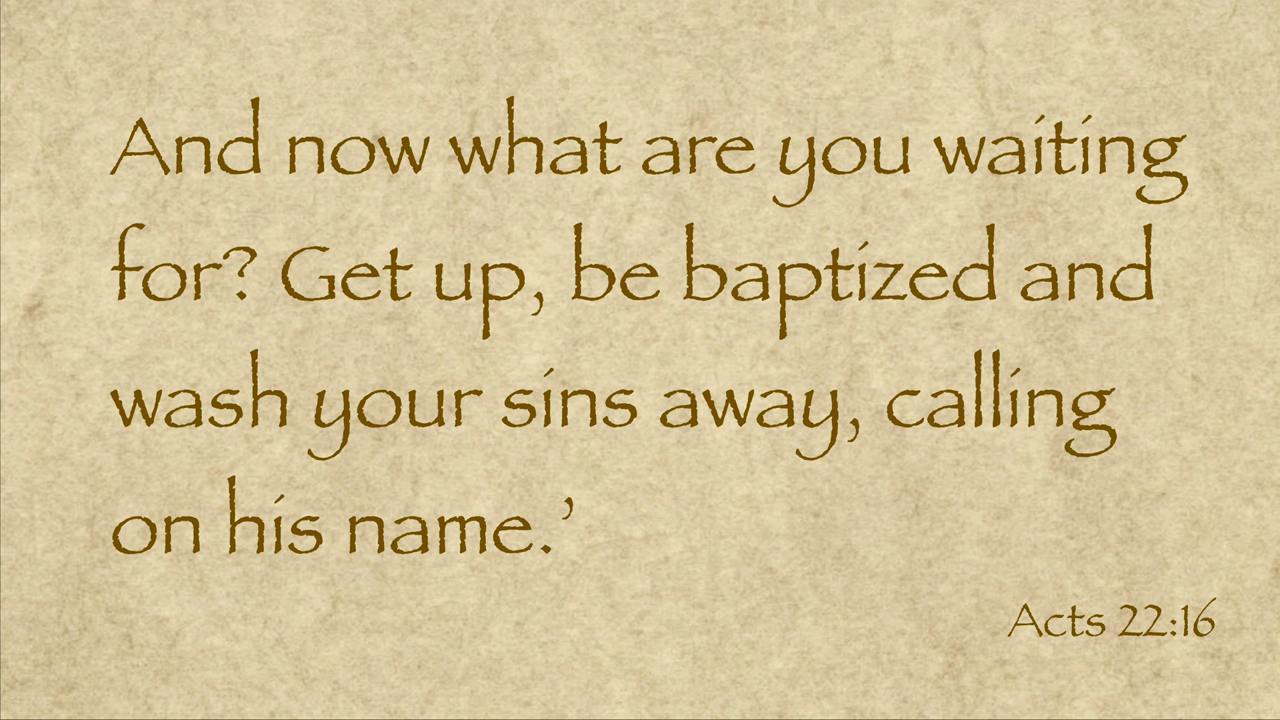 And now what are you waiting
for? Get up, be baptized and
wash your sins away, calling
on his name.’
Acts 22:16